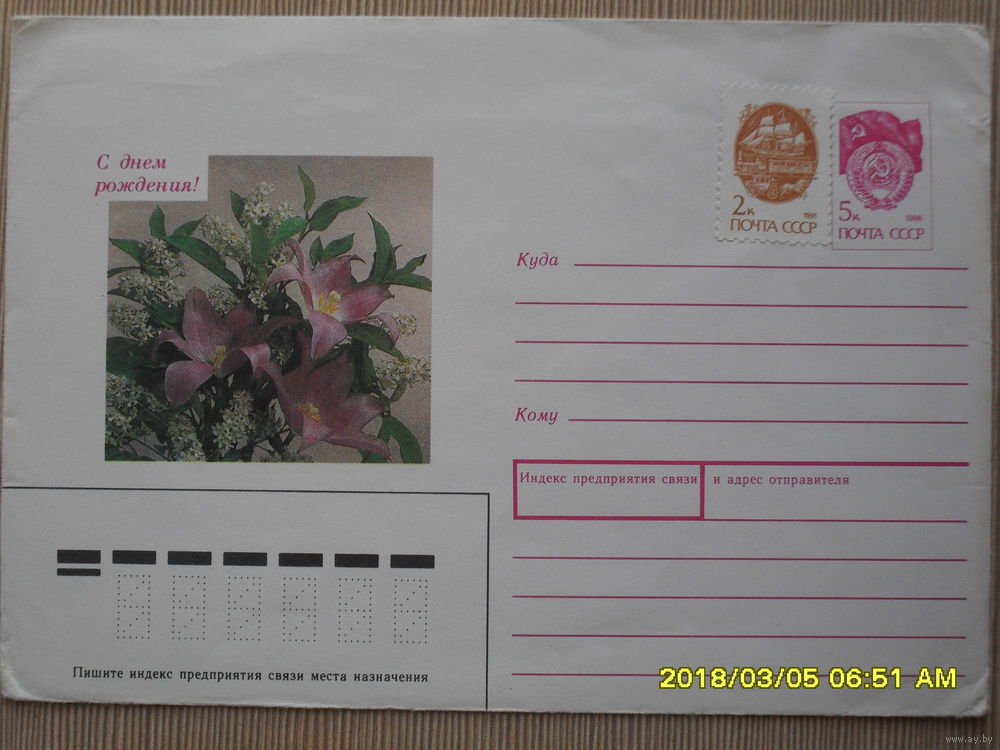 С днем
рождения!
2к 1991
ПОЧТА СССР
5к 1988
ПОЧТА СССР
Куда
Кому
Индекс предприятия связи и адрес отправителя
Пишите индекс предприятия связи места назначения
2018/03/05 06:51 AM
www.ay.by